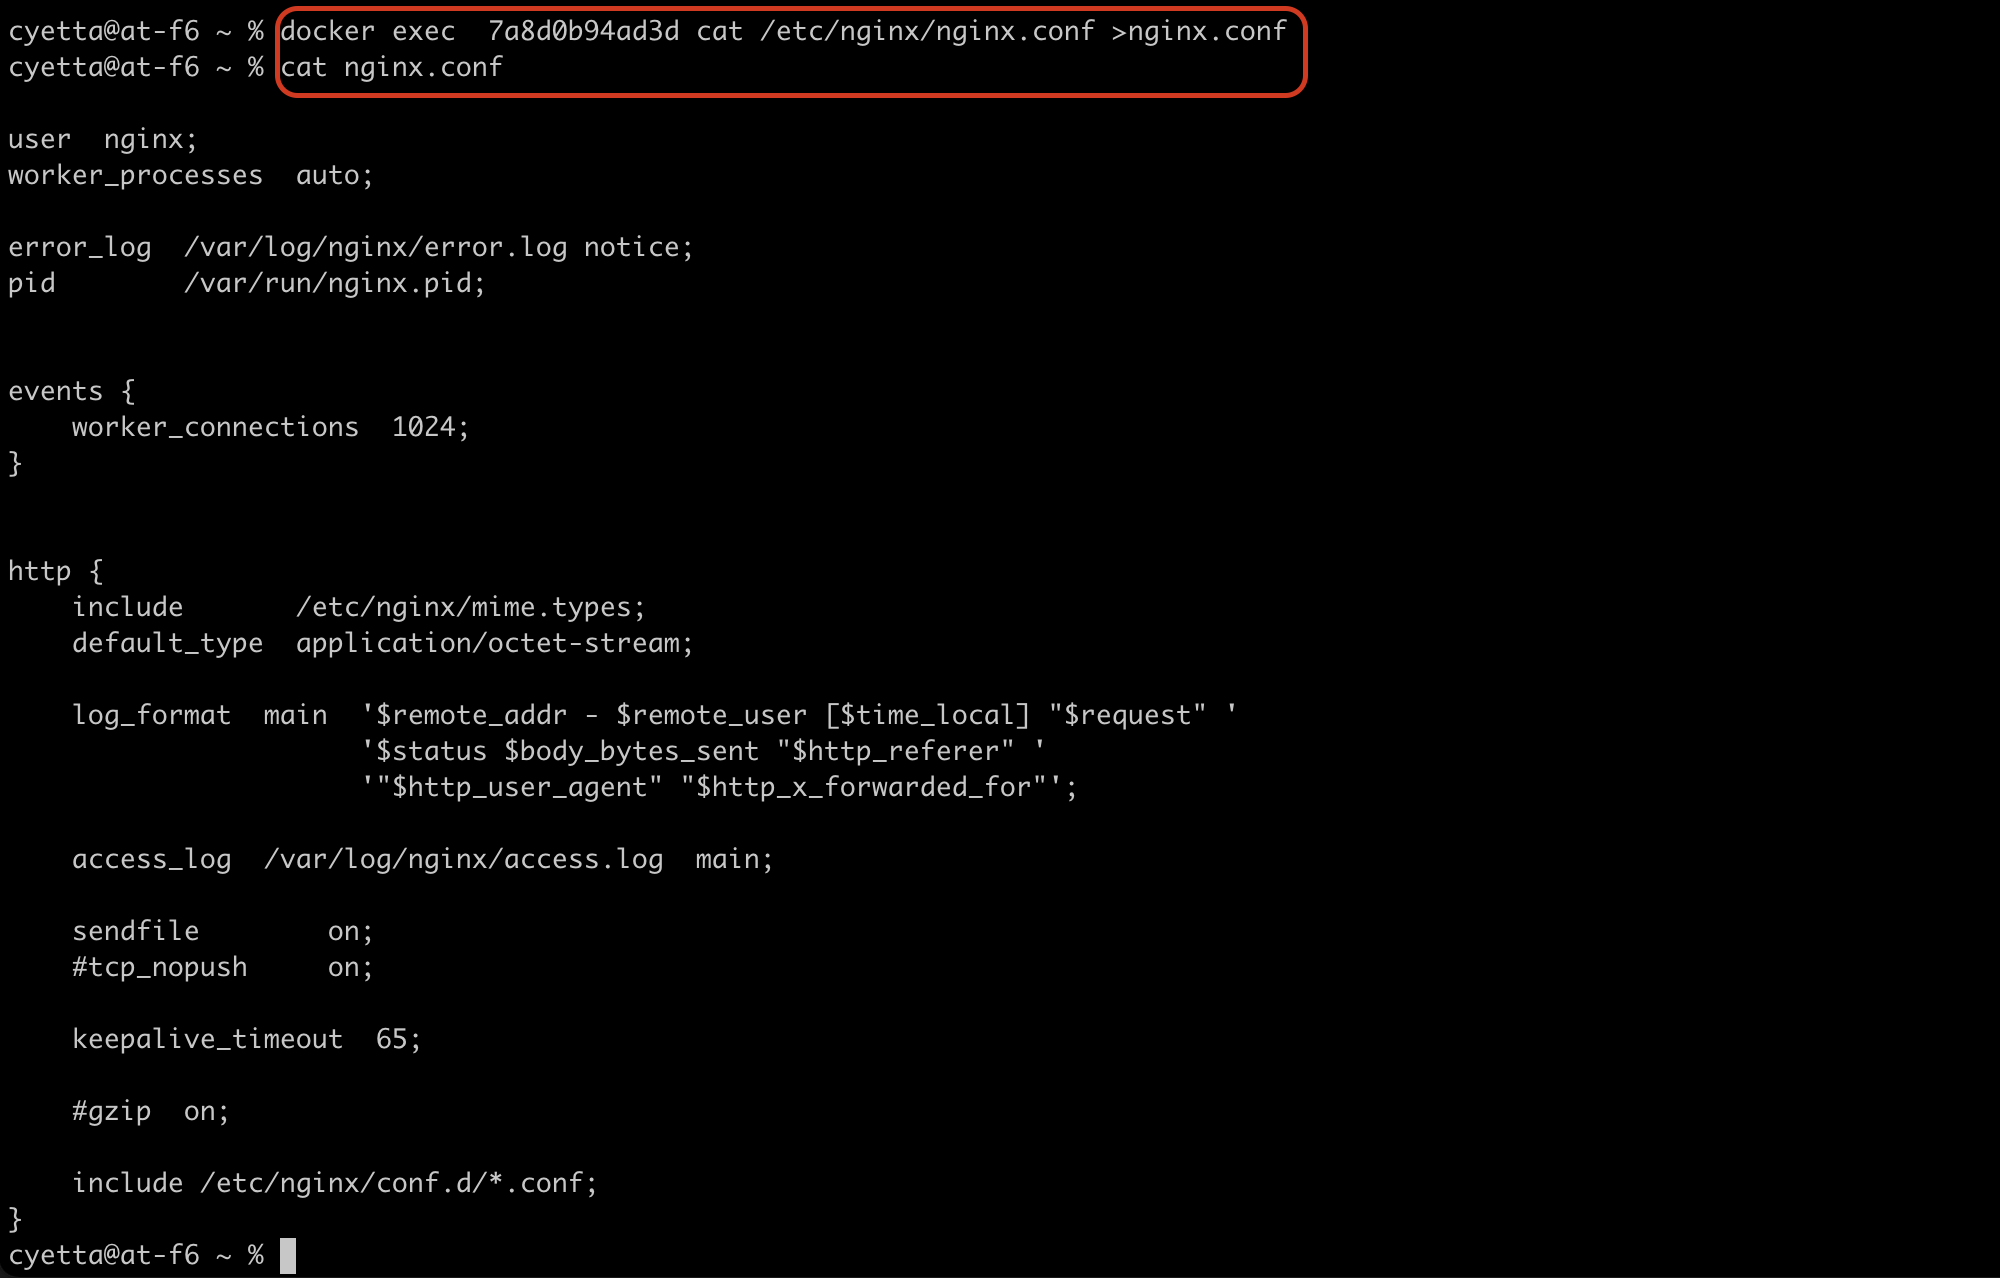 cyetta@at-f6 ~ % docker exec  7a8d0b94ad3d cat /etc/nginx/nginx.conf >nginx.conf
cyetta@at-f6 ~ % cat nginx.conf

user  nginx;
worker_processes  auto;

error_log  /var/log/nginx/error.log notice;
pid        /var/run/nginx.pid;


events {
    worker_connections  1024;
}


http {
    include       /etc/nginx/mime.types;
    default_type  application/octet-stream;

    log_format  main  '$remote_addr - $remote_user [$time_local] "$request" '
                      '$status $body_bytes_sent "$http_referer" '
                      '"$http_user_agent" "$http_x_forwarded_for"';

    access_log  /var/log/nginx/access.log  main;

    sendfile        on;
    #tcp_nopush     on;

    keepalive_timeout  65;

    #gzip  on;

    include /etc/nginx/conf.d/*.conf;
}
cyetta@at-f6 ~ %